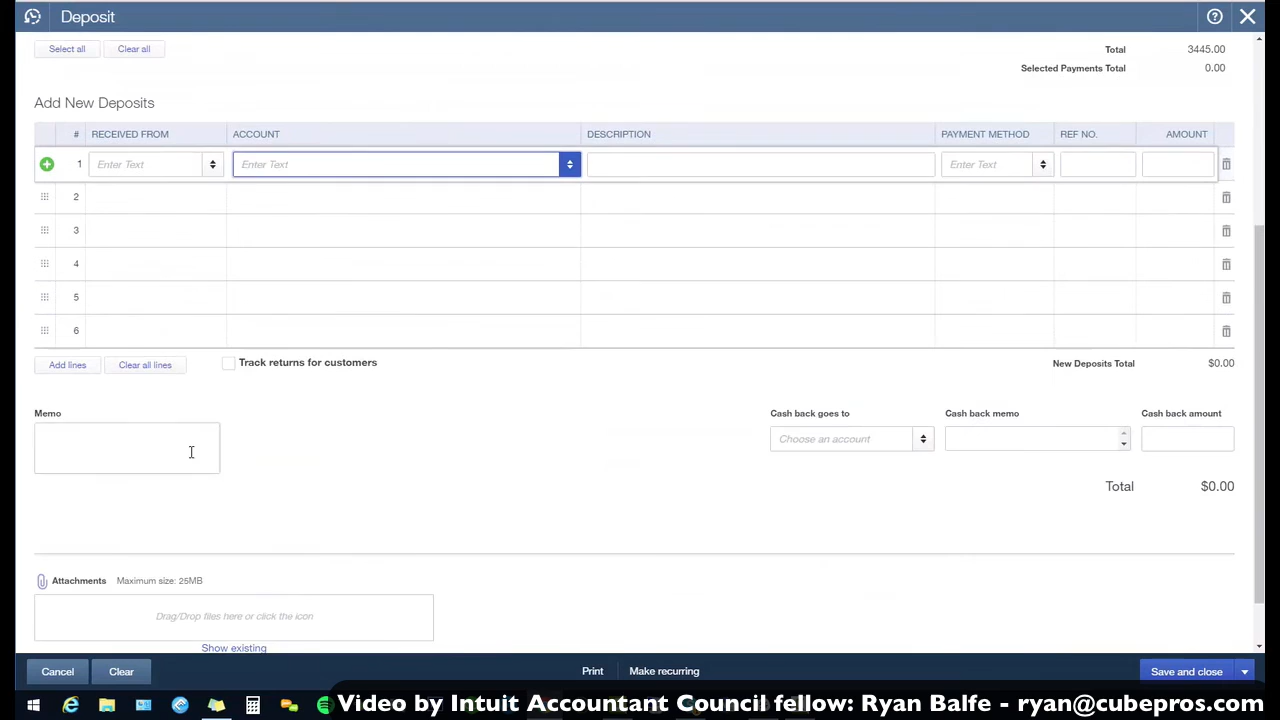 Deposit
Select all Clear all
Total 3445.00
Selected Payments Total 0.00
Add New Deposits
# RECEIVED FROM ACCOUNT DESCRIPTION PAYMENT METHOD REF NO. AMOUNT
1 Enter Text Enter Text Enter Text
2
3
4
5
6
Add lines Clear all lines Track returns for customers New Deposits Total $0.00
Memo Cash back goes to Cash back memo Cash back amount
Choose an account
Total $0.00
Attachments Maximum size: 25MB
Drag/Drop files here or click the icon
Show existing
Cancel Clear Print Make recurring Save and close
Video by Intuit Accountant Council fellow: Ryan Balfe - ryan@cubepros.com